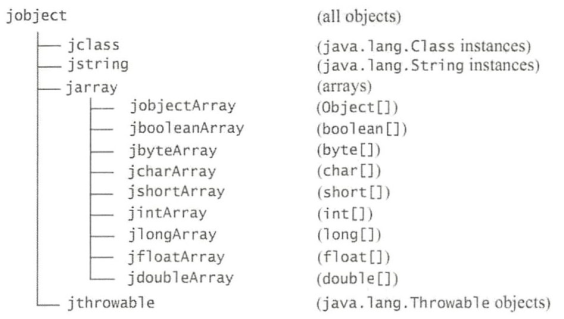 jobject (all objects)
jclass (java.lang.Class instances)
jstring (java.lang.String instances)
jarray (arrays)
jobjectArray (Object[])
jbooleanArray (boolean[])
jbyteArray (byte[])
jcharArray (char[])
jshortArray (short[])
jintArray (int[])
jlongArray (long[])
jfloatArray (float[])
jdoubleArray (double[])
jthrowable (java.lang.Throwable objects)